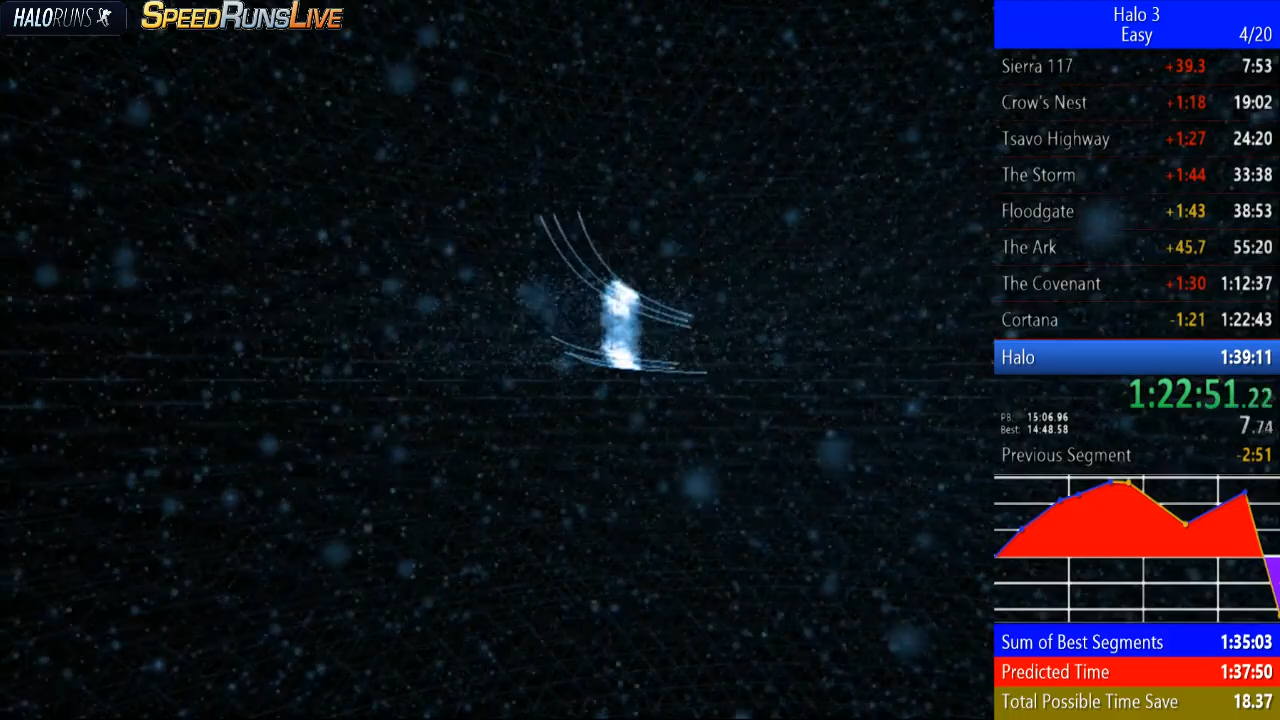 HALORUNS SPEEDRUNSLIVE
Halo 3
Easy 4/20
Sierra 117 +39.3 7:53
Crow's Nest +1:18 19:02
Tsavo Highway +1:27 24:20
The Storm +1:44 33:38
Floodgate +1:43 38:53
The Ark +45.7 55:20
The Covenant +1:30 1:12:37
Cortana -1:21 1:22:43
Halo 1:39:11
1:22:51.22
PB: 15:06.96
Best: 14:48.58 7.74
Previous Segment -2:51
Sum of Best Segments 1:35:03
Predicted Time 1:37:50
Total Possible Time Save 18.37